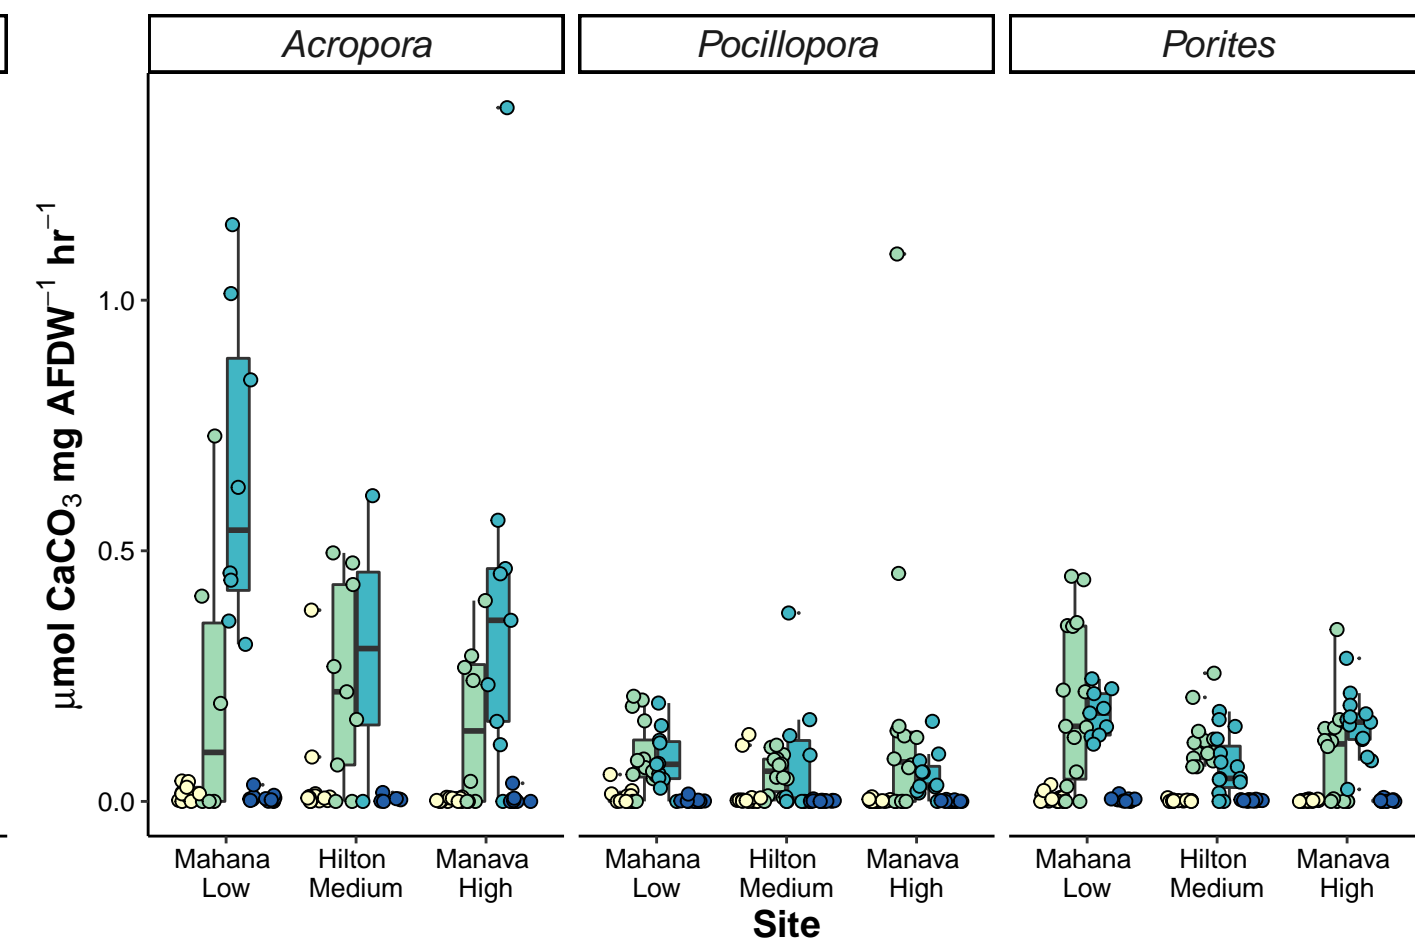 Acropora Pocillopora Porites
μmol CaCO₃ mg AFDW⁻¹ hr⁻¹
1.0
0.5
0.0
Mahana Hilton Manava Mahana Hilton Manava Mahana Hilton Manava
Low Medium High Low Medium High Low Medium High
Site